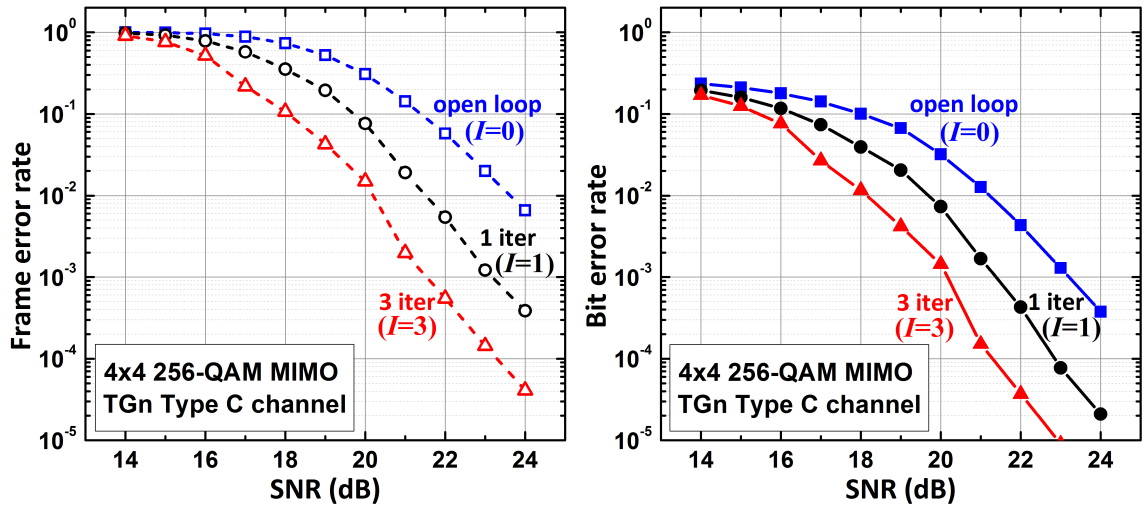 Frame error rate
10^0
10^-1
10^-2
10^-3
10^-4
10^-5
open loop
(I=0)
1 iter
(I=1)
3 iter
(I=3)
4x4 256-QAM MIMO
TGn Type C channel
14 16 18 20 22 24
SNR (dB)
Bit error rate
10^0
10^-1
10^-2
10^-3
10^-4
10^-5
open loop
(I=0)
1 iter
(I=1)
3 iter
(I=3)
4x4 256-QAM MIMO
TGn Type C channel
14 16 18 20 22 24
SNR (dB)